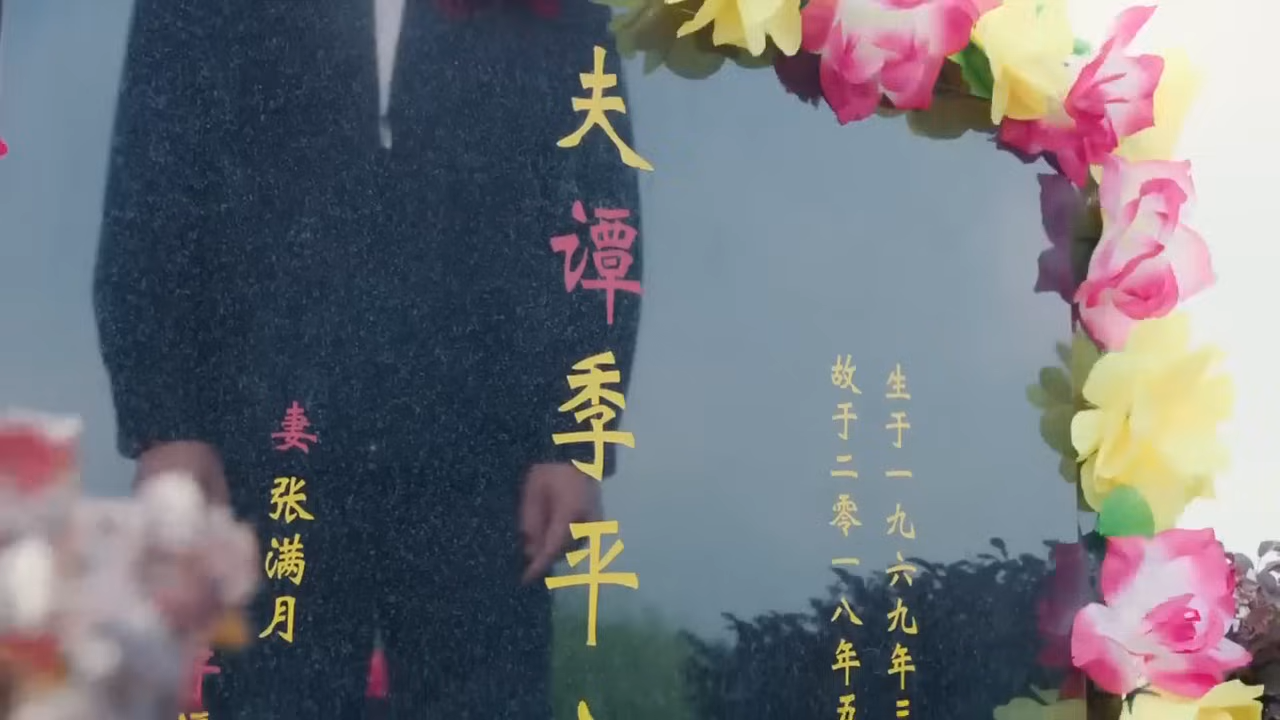 生于一九六九年二
故于二零一八年五
夫谭季平
妻张满月